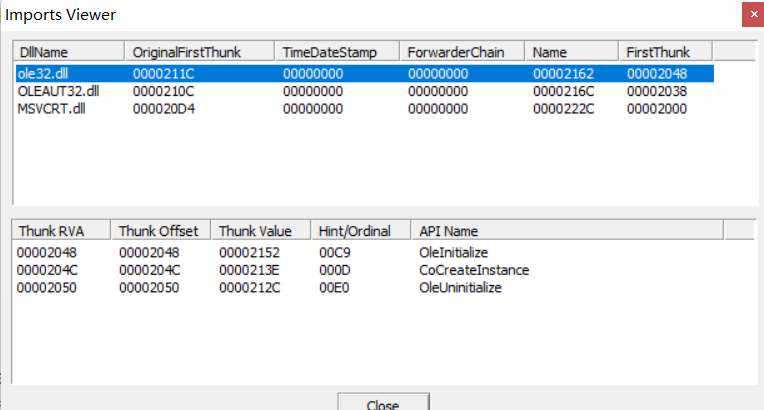 Imports Viewer
DllName OriginalFirstThunk TimeDateStamp ForwarderChain Name FirstThunk
ole32.dll 0000211C 00000000 00000000 00002162 00002048
OLEAUT32.dll 0000210C 00000000 00000000 0000216C 00002038
MSVCRT.dll 000020D4 00000000 00000000 0000222C 00002000
Thunk RVA Thunk Offset Thunk Value Hint/Ordinal API Name
00002048 00002048 00002152 00C9 OleInitialize
0000204C 0000204C 0000213E 000D CoCreateInstance
00002050 00002050 0000212C 00E0 OleUninitialize
Close